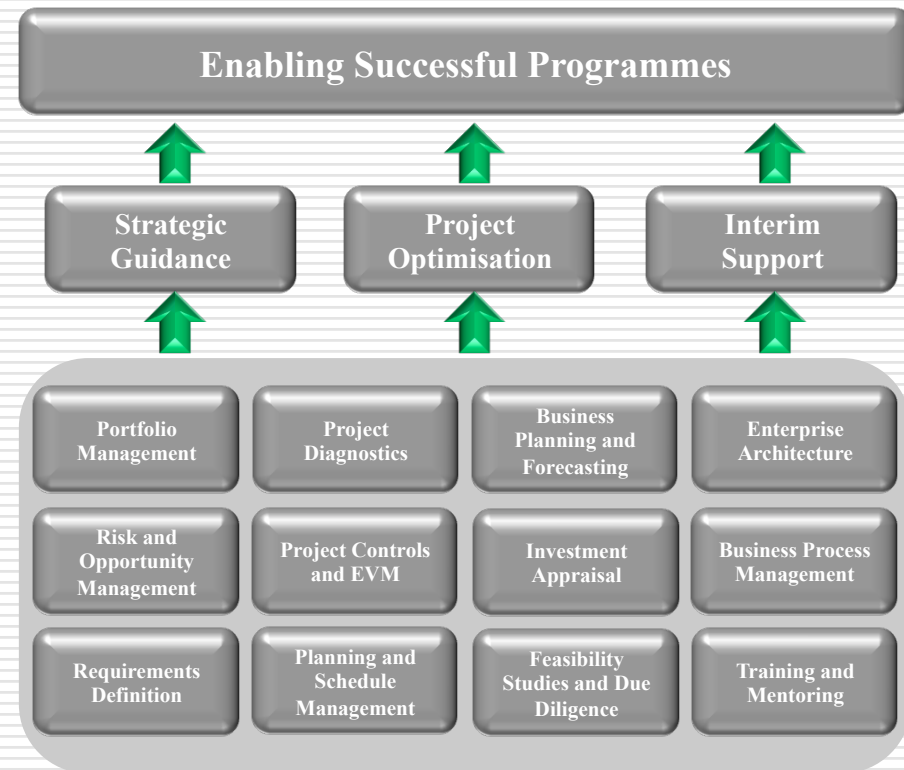 Enabling Successful Programmes
Strategic
Guidance
Project
Optimisation
Interim
Support
Portfolio
Management
Project
Diagnostics
Business
Planning and
Forecasting
Enterprise
Architecture
Risk and
Opportunity
Management
Project Controls
and EVM
Investment
Appraisal
Business Process
Management
Requirements
Definition
Planning and
Schedule
Management
Feasibility
Studies and Due
Diligence
Training and
Mentoring